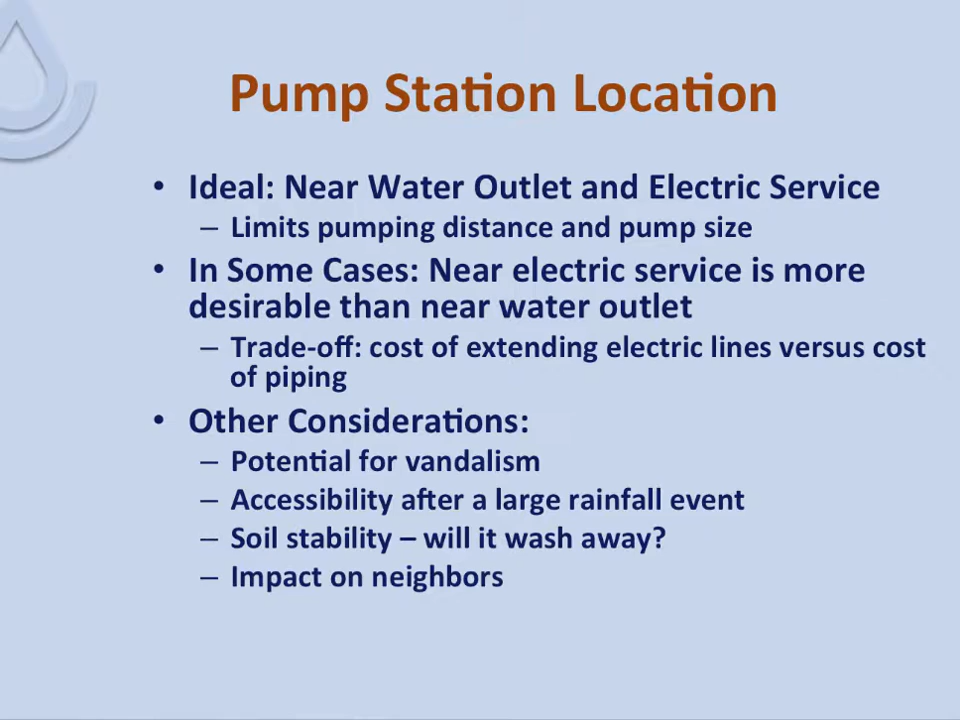 Pump Station Location
• Ideal: Near Water Outlet and Electric Service
– Limits pumping distance and pump size
• In Some Cases: Near electric service is more
desirable than near water outlet
– Trade-off: cost of extending electric lines versus cost
of piping
• Other Considerations:
– Potential for vandalism
– Accessibility after a large rainfall event
– Soil stability – will it wash away?
– Impact on neighbors